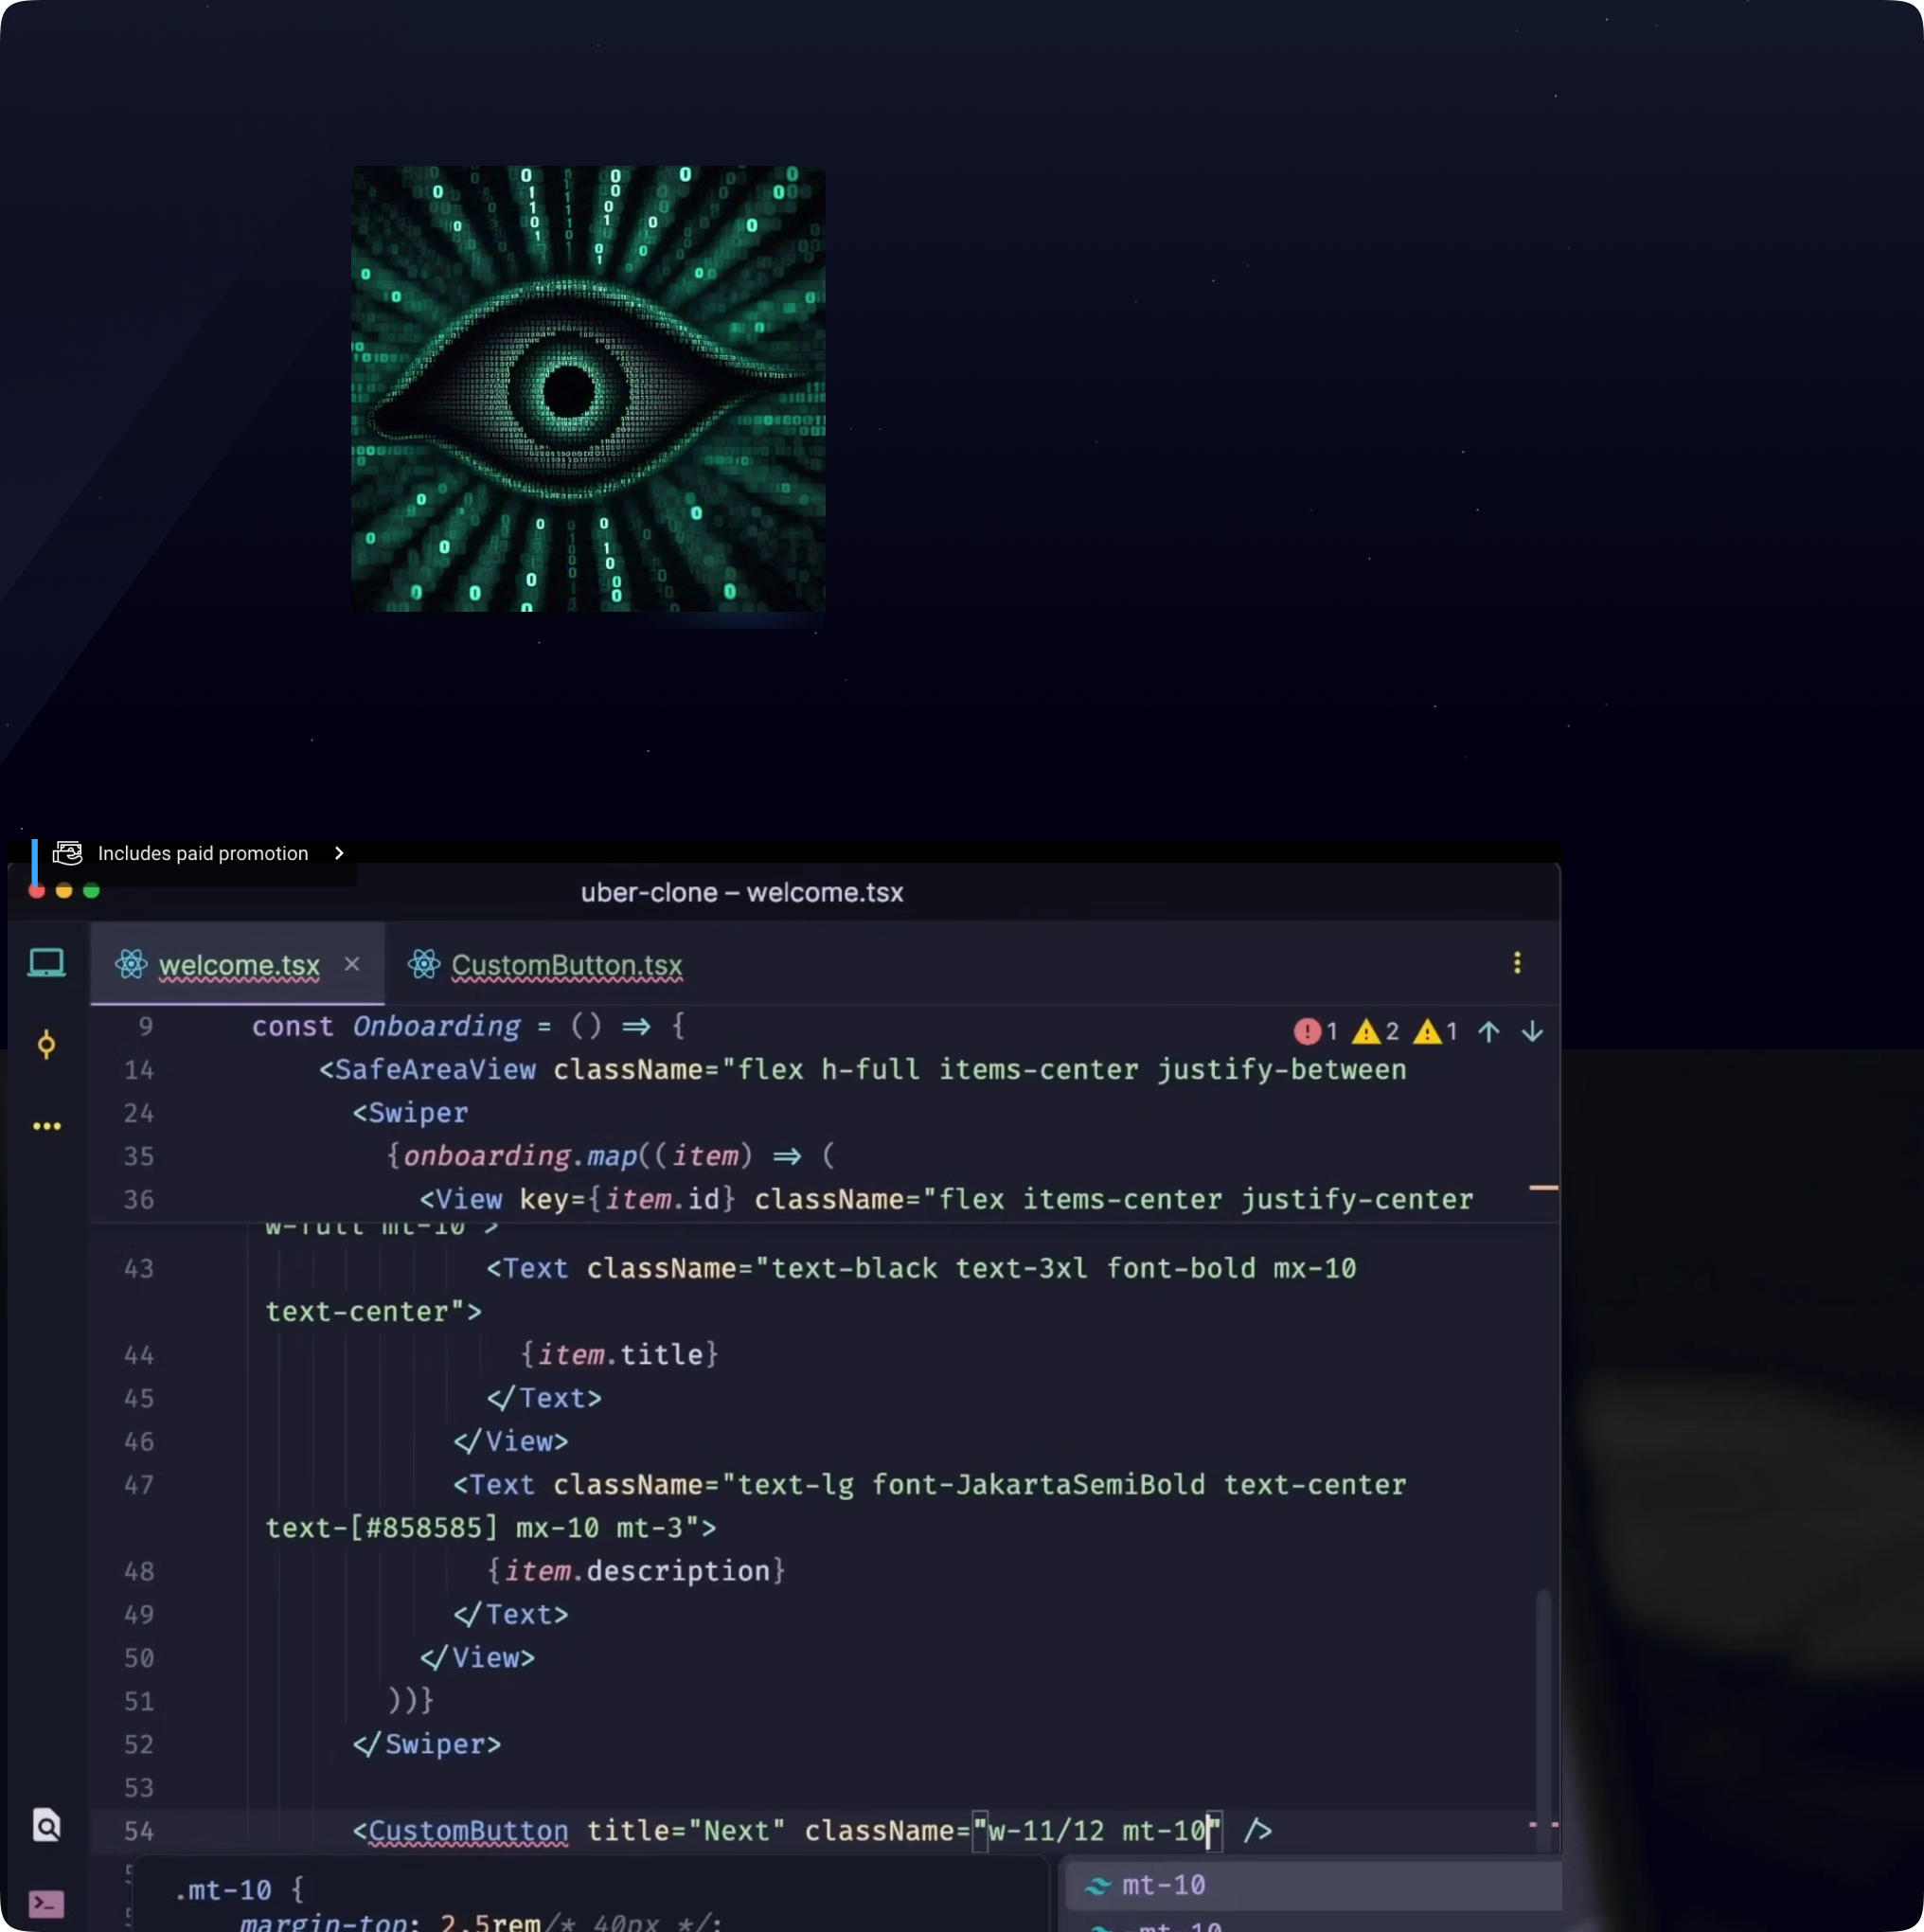 Includes paid promotion
uber-clone – welcome.tsx
welcome.tsx × CustomButton.tsx
9 const Onboarding = () => {
1 2 1
14 <SafeAreaView className="flex h-full items-center justify-between
24 <Swiper
35 {onboarding.map((item) => (
36 <View key={item.id} className="flex items-center justify-center
w-full mt-10">
43 <Text className="text-black text-3xl font-bold mx-10
text-center">
44 {item.title}
45 </Text>
46 </View>
47 <Text className="text-lg font-JakartaSemiBold text-center
text-[#858585] mx-10 mt-3">
48 {item.description}
49 </Text>
50 </View>
51 ))}
52 </Swiper>
53
54 <CustomButton title="Next" className="w-11/12 mt-10" />
.mt-10 {
margin-top: 2.5rem/* 40px */;
mt-10
-mt-10